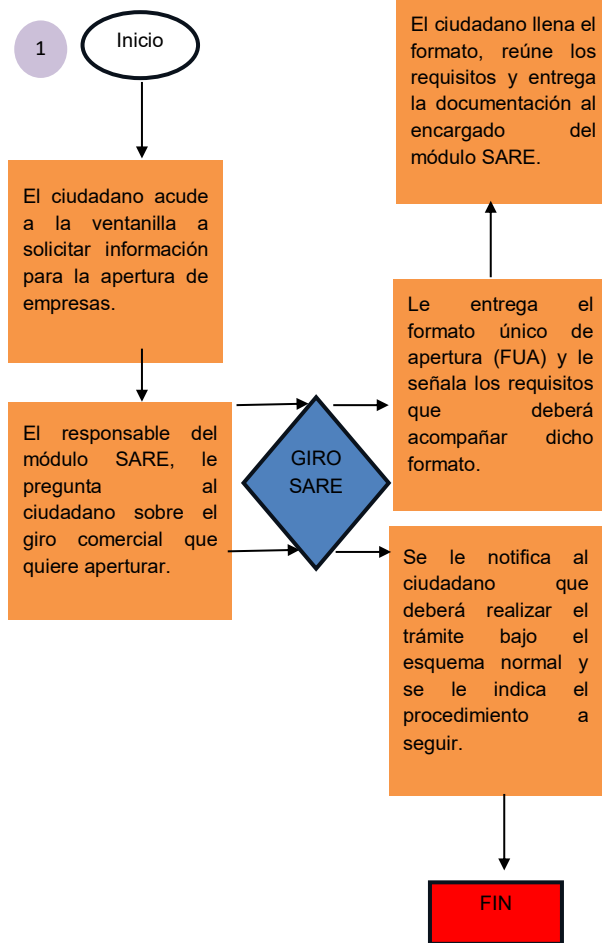 1
Inicio
El ciudadano acude
a la ventanilla a
solicitar información
para la apertura de
empresas.
El responsable del
módulo SARE, le
pregunta al
ciudadano sobre el
giro comercial que
quiere aperturar.
GIRO
SARE
El ciudadano llena el
formato, reúne los
requisitos y entrega
la documentación al
encargado del
módulo SARE.
Le entrega el
formato único de
apertura (FUA) y le
señala los requisitos
que deberá
acompañar dicho
formato.
Se le notifica al
ciudadano que
deberá realizar el
trámite bajo el
esquema normal y
se le indica el
procedimiento a
seguir.
FIN